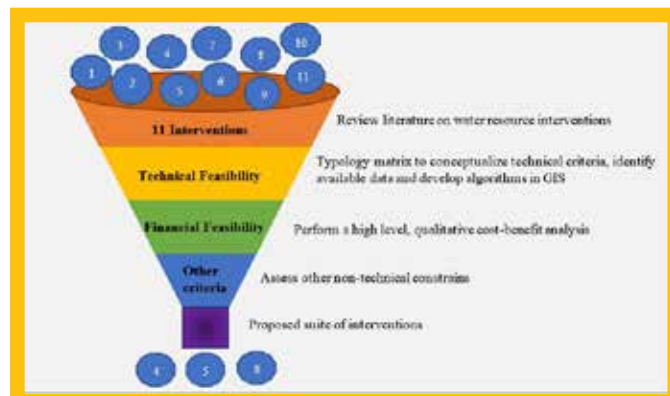 3
4
7
8
10
1
2
5
6
9
11
11 Interventions
Review literature on water resource interventions
Technical Feasibility
Typology matrix to conceptualize technical criteria, identify
available data and develop algorithms in GIS
Financial Feasibility
Perform a high level, qualitative cost-benefit analysis
Other
criteria
Assess other non-technical constrains
Proposed suite of interventions
4
5
8